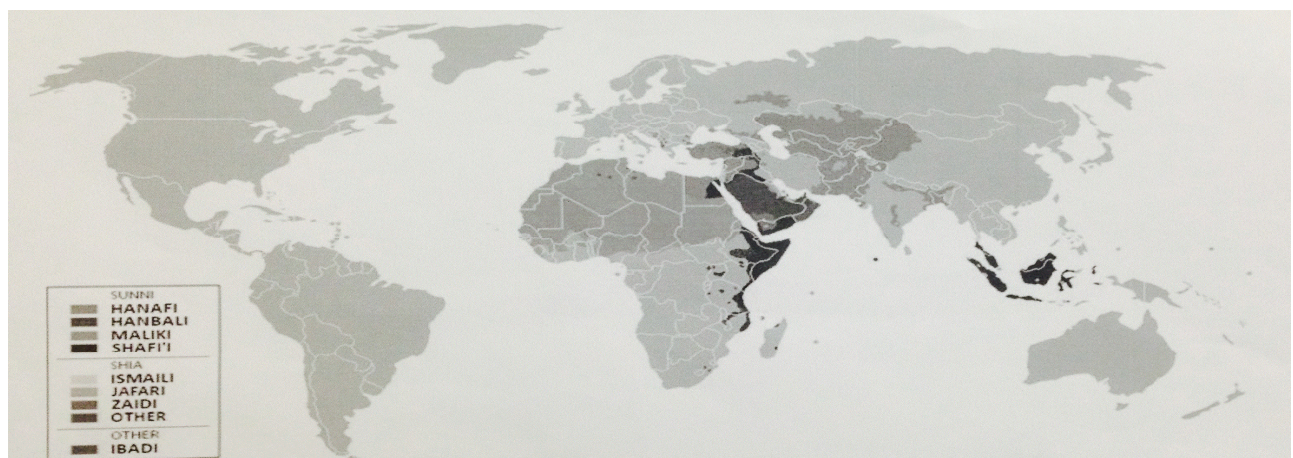 SUNNI
HANAFI
HANBALI
MALIKI
SHAFI'I
SHIA
ISMAILI
JAFARI
ZAIDI
OTHER
OTHER
IBADI